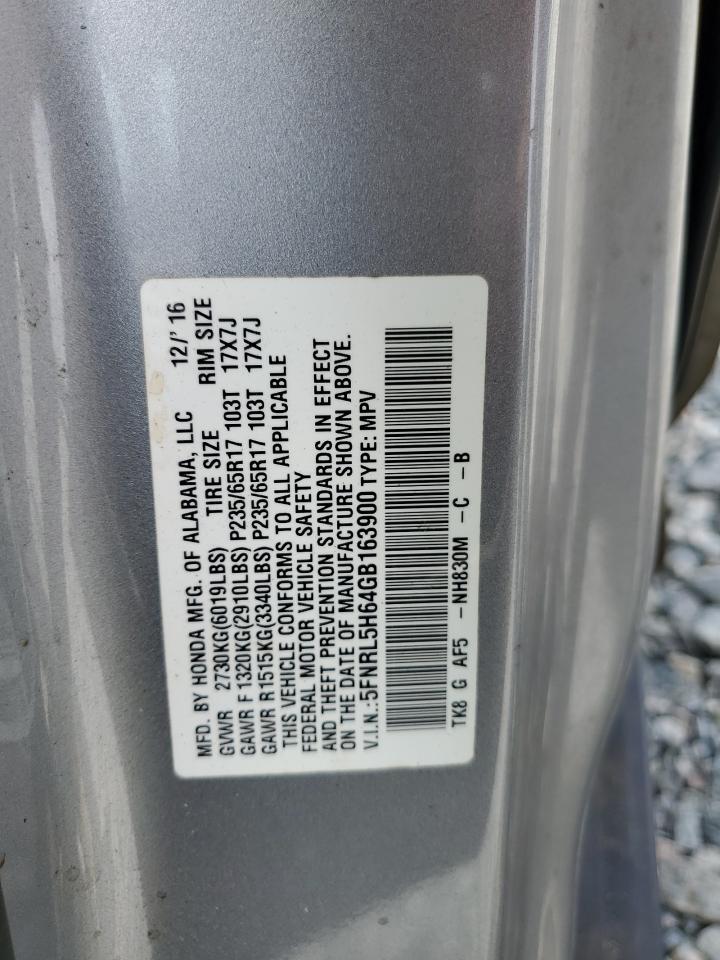 MFD. BY HONDA MFG. OF ALABAMA, LLC 12/'16
GVWR 2730KG(6019LBS) TIRE SIZE RIM SIZE
GAWR F 1320KG(2910LBS) P235/65R17 103T 17X7J
GAWR R1515KG(3340LBS) P235/65R17 103T 17X7J
THIS VEHICLE CONFORMS TO ALL APPLICABLE
FEDERAL MOTOR VEHICLE SAFETY
AND THEFT PREVENTION STANDARDS IN EFFECT
ON THE DATE OF MANUFACTURE SHOWN ABOVE.
V.I.N.:5FNRL5H64GB163900 TYPE: MPV
TK8 G AF5 -NH830M -C -B